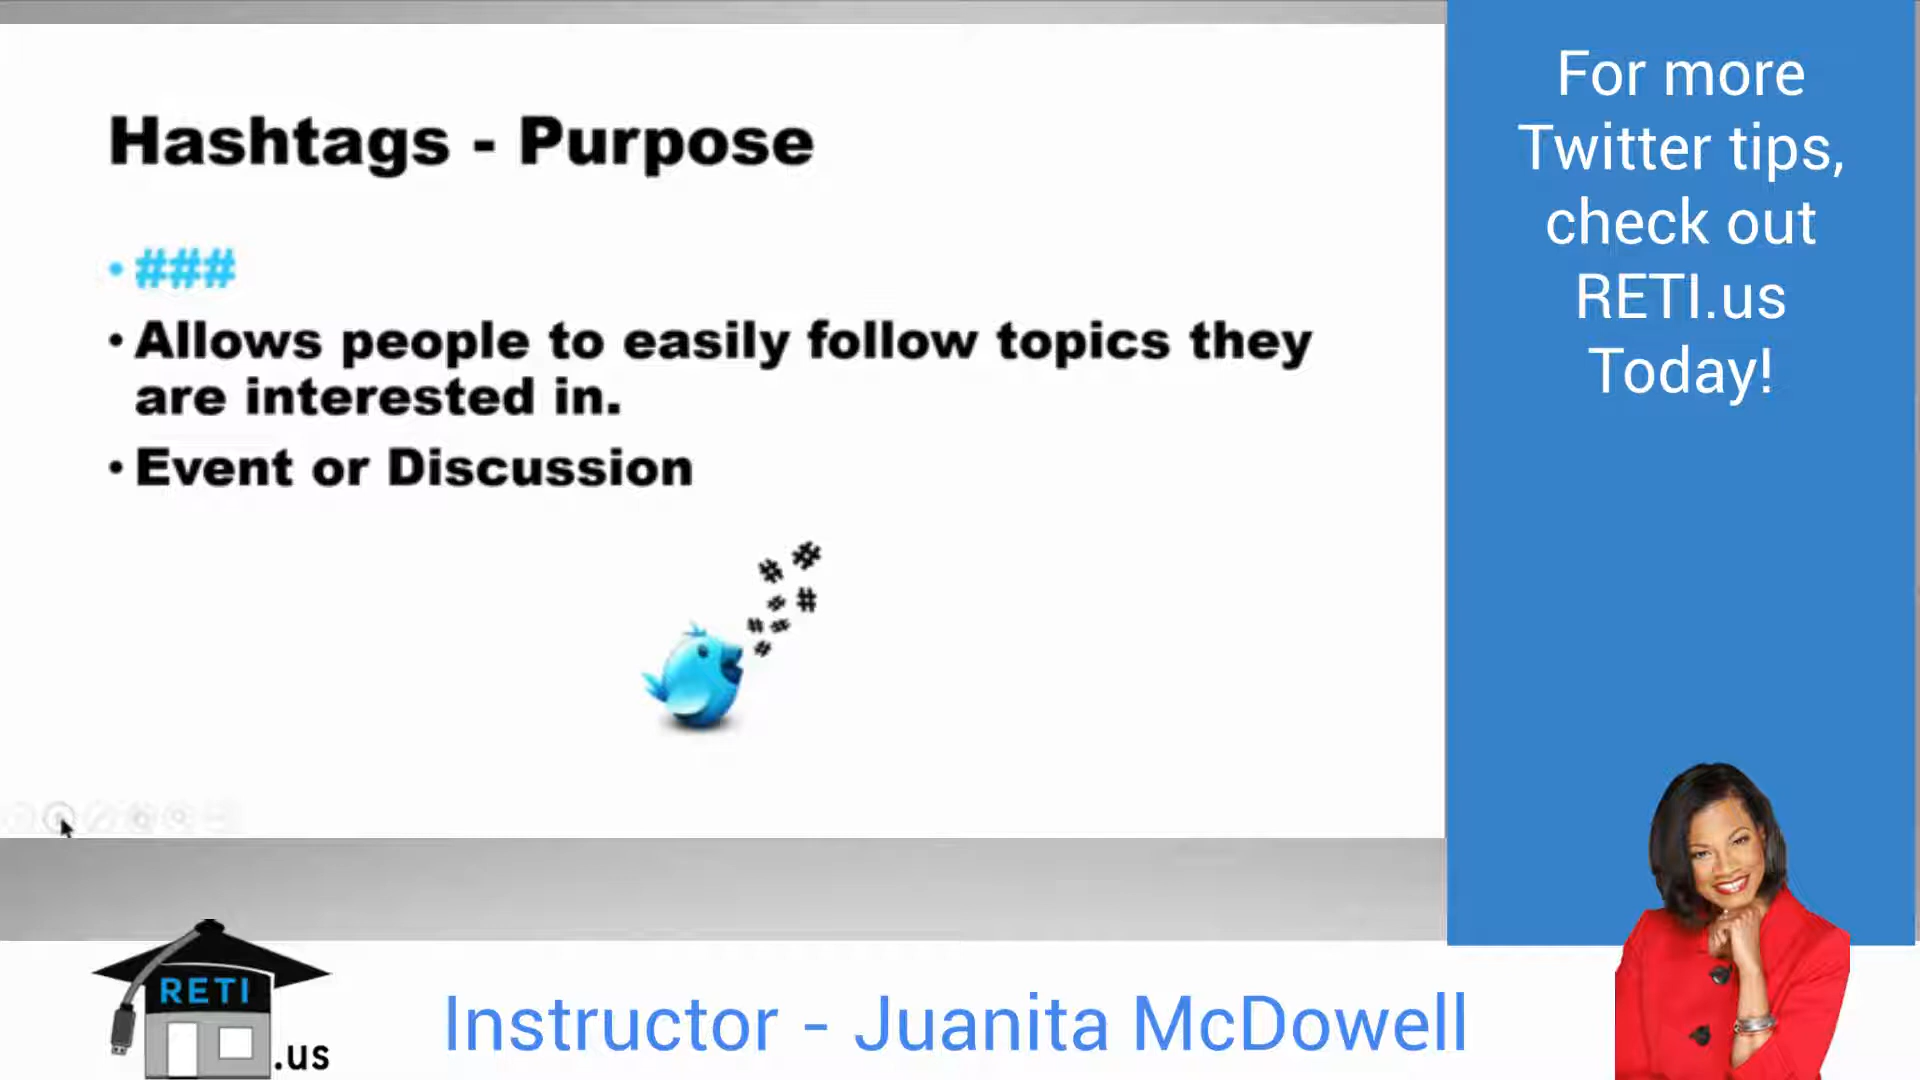 Hashtags - Purpose
• ###
• Allows people to easily follow topics they
are interested in.
• Event or Discussion
# #
# #
# #
#
For more
Twitter tips,
check out
RETI.us
Today!
RETI
.us
Instructor - Juanita McDowell